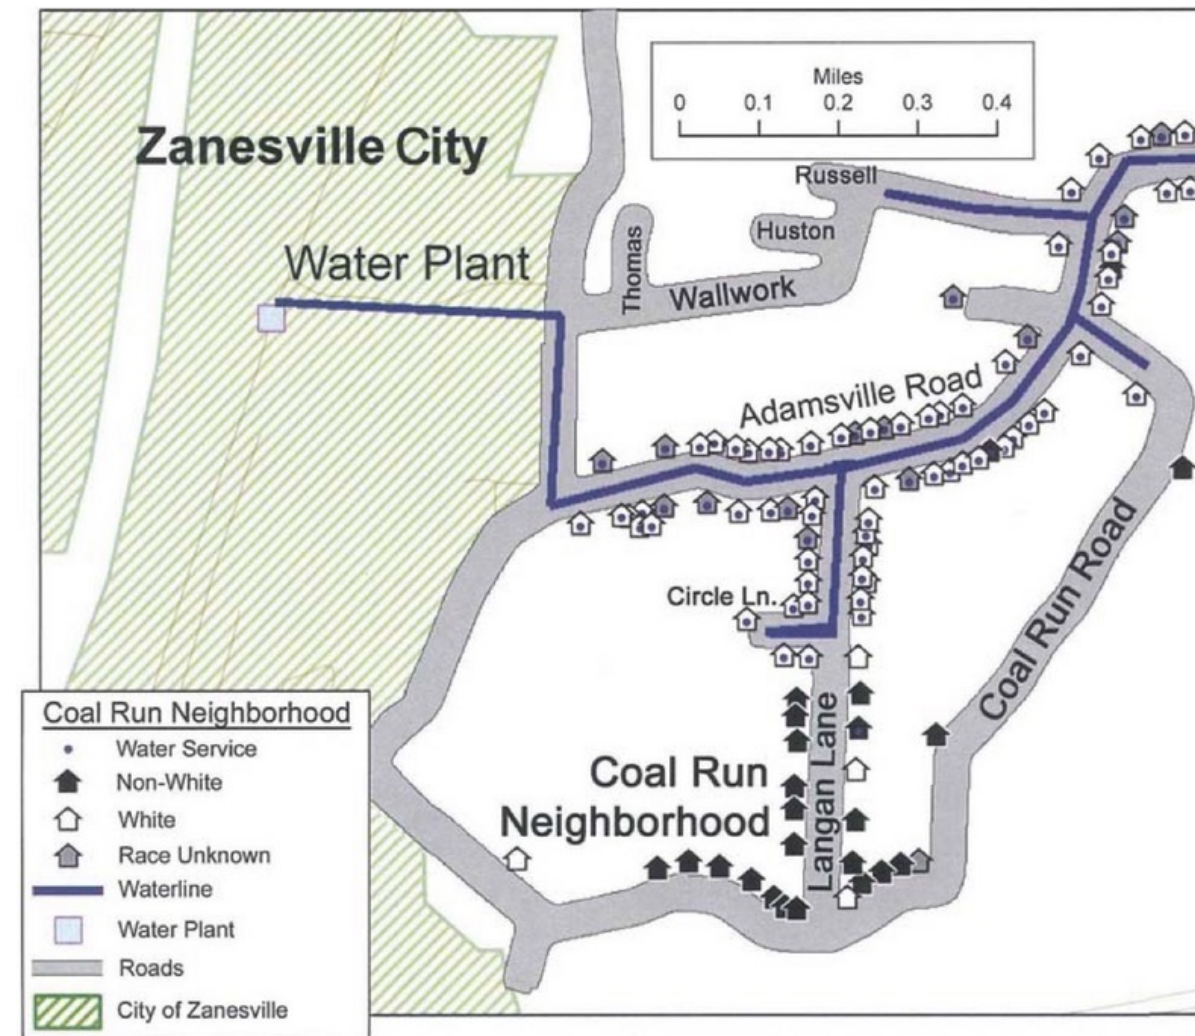 Miles
0 0.1 0.2 0.3 0.4
Zanesville City
Russell
Huston
Thomas
Water Plant
Wallwork
Adamsville Road
Circle Ln.
Coal Run Road
Langan Lane
Coal Run
Neighborhood
Coal Run Neighborhood
Water Service
Non-White
White
Race Unknown
Waterline
Water Plant
Roads
City of Zanesville